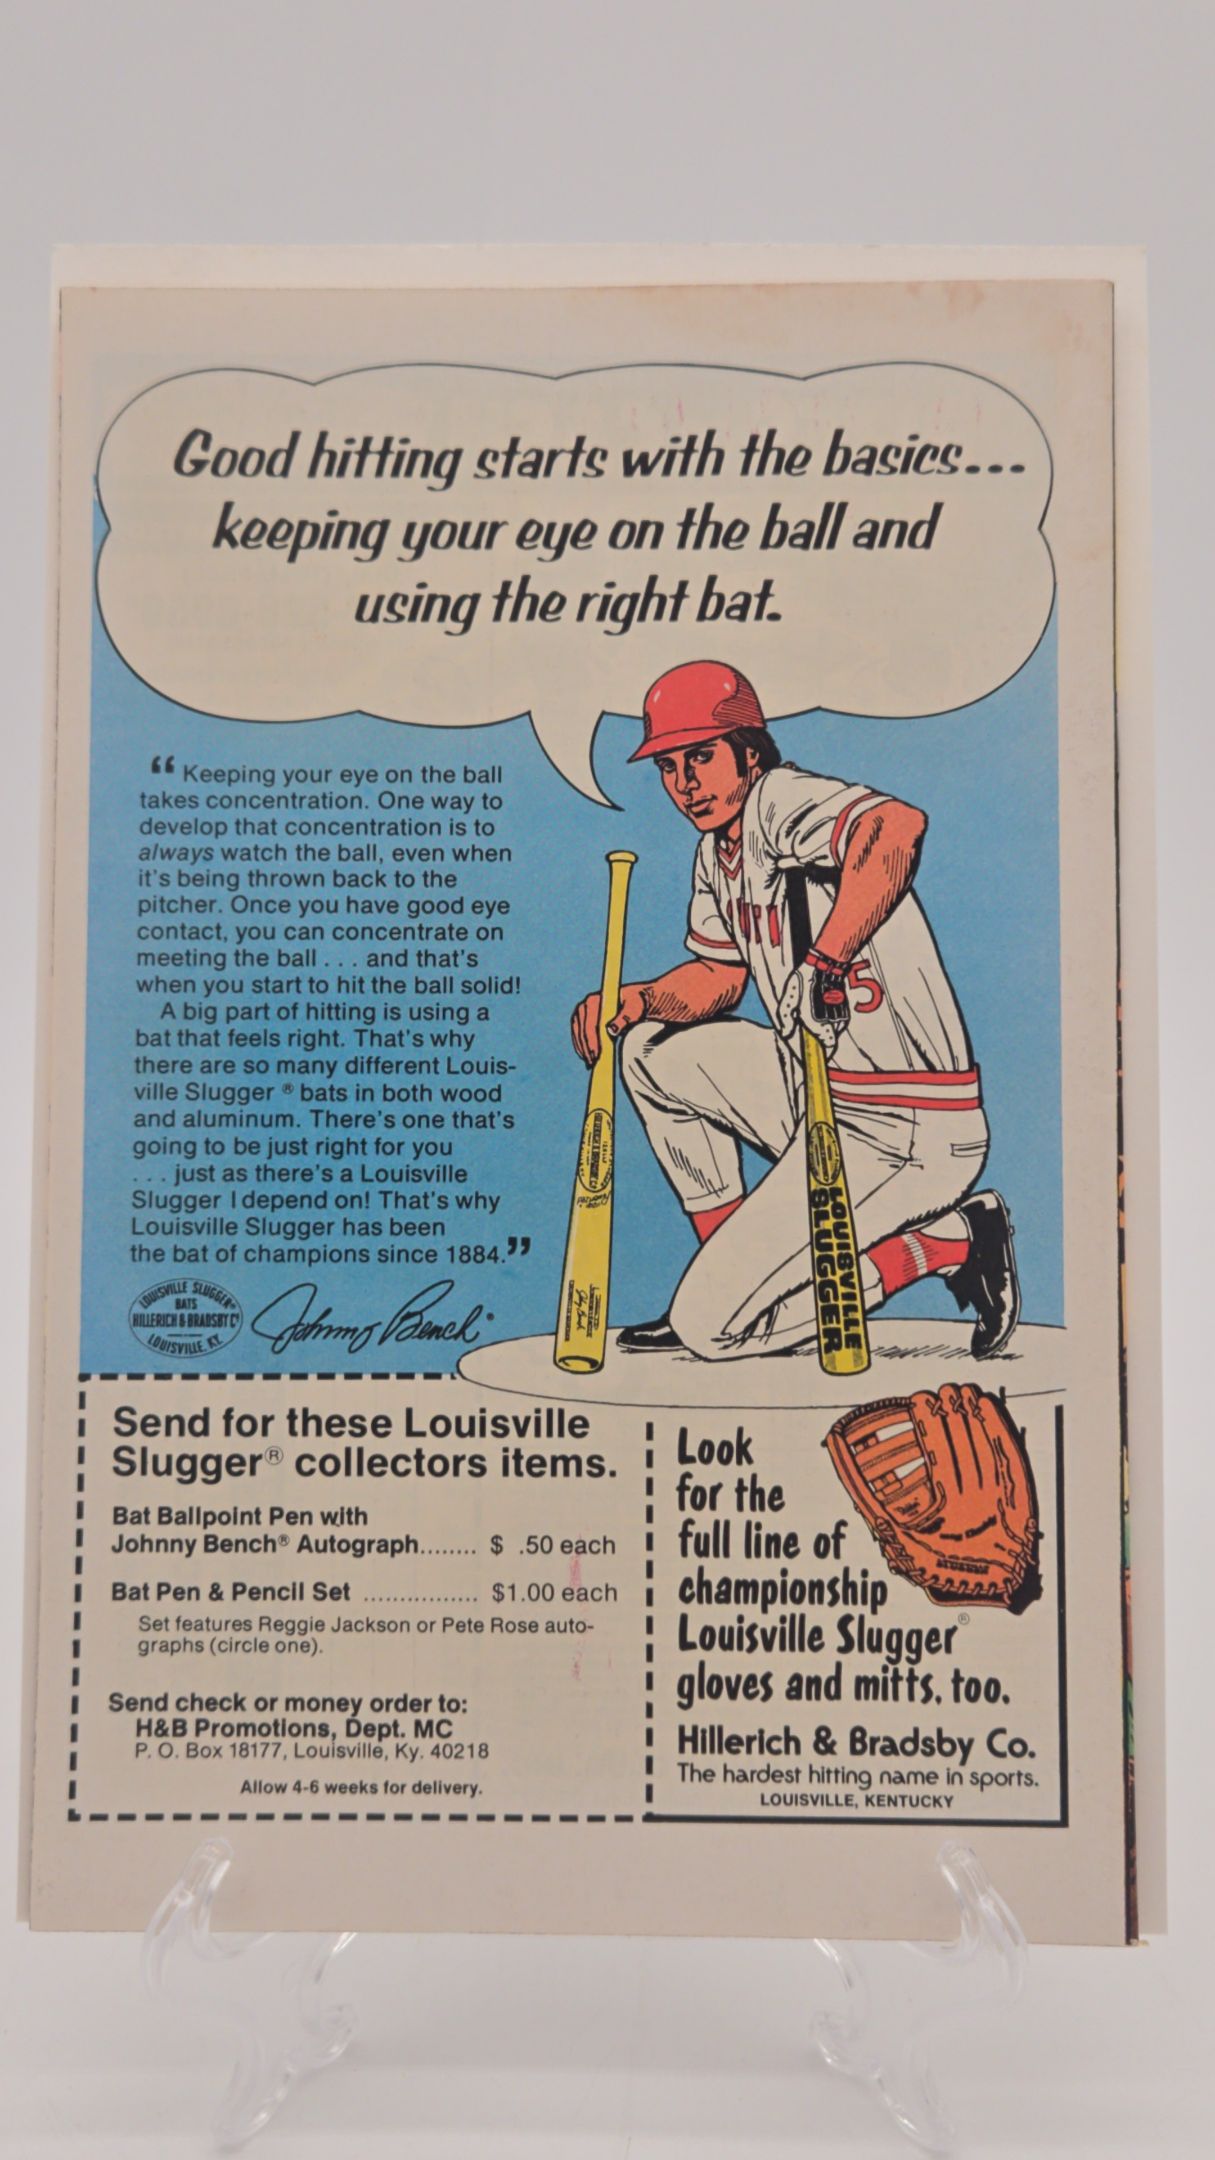 Good hitting starts with the basics...
keeping your eye on the ball and
using the right bat.
“ Keeping your eye on the ball
takes concentration. One way to
develop that concentration is to
always watch the ball, even when
it's being thrown back to the
pitcher. Once you have good eye
contact, you can concentrate on
meeting the ball . . . and that's
when you start to hit the ball solid!
A big part of hitting is using a
bat that feels right. That's why
there are so many different Louis-
ville Slugger ® bats in both wood
and aluminum. There's one that's
going to be just right for you
. . . just as there's a Louisville
Slugger I depend on! That's why
Louisville Slugger has been
the bat of champions since 1884.”
LOUISVILLE SLUGGER®
BATS
HILLERICH & BRADSBY Cº
LOUISVILLE, KY.
Johnny Bench
5
LOUISVILLE
SLUGGER
Send for these Louisville
Slugger® collectors items.
Bat Ballpoint Pen with
Johnny Bench® Autograph........ $ .50 each
Bat Pen & Pencil Set ................ $1.00 each
Set features Reggie Jackson or Pete Rose auto-
graphs (circle one).
Send check or money order to:
H&B Promotions, Dept. MC
P. O. Box 18177, Louisville, Ky. 40218
Allow 4-6 weeks for delivery.
Look
for the
full line of
championship
Louisville Slugger®
gloves and mitts, too.
Hillerich & Bradsby Co.
The hardest hitting name in sports.
LOUISVILLE, KENTUCKY